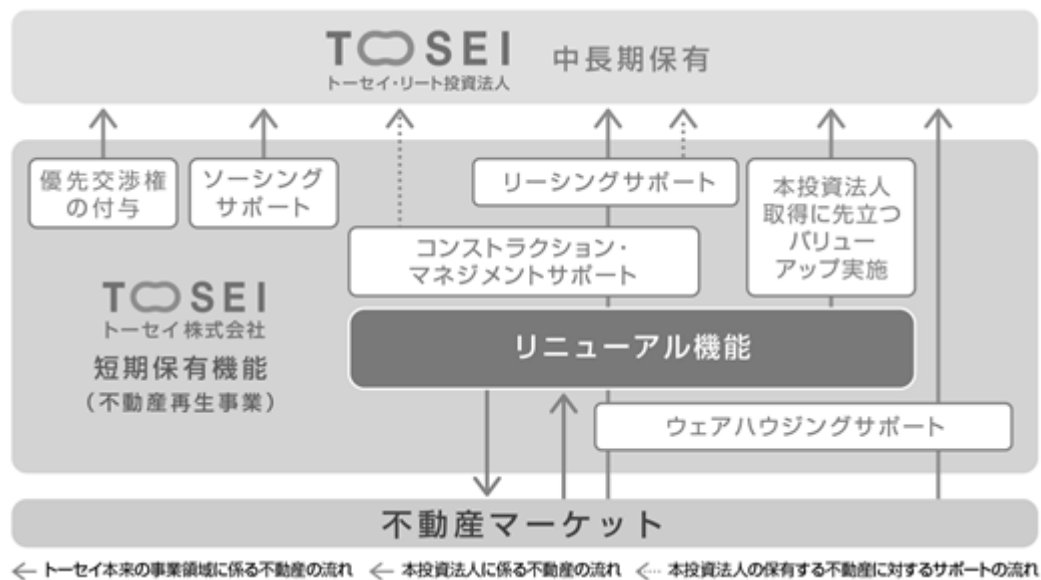 TOSEI
トーセイ・リート投資法人
中長期保有
優先交渉権
の付与
ソーシング
サポート
リーシングサポート
本投資法人
取得に先立つ
バリュー
アップ実施
コンストラクション・
マネジメントサポート
TOSEI
トーセイ株式会社
短期保有機能
（不動産再生事業）
リニューアル機能
ウェアハウジングサポート
不動産マーケット
トーセイ本来の事業領域に係る不動産の流れ
本投資法人に係る不動産の流れ
本投資法人の保有する不動産に対するサポートの流れ